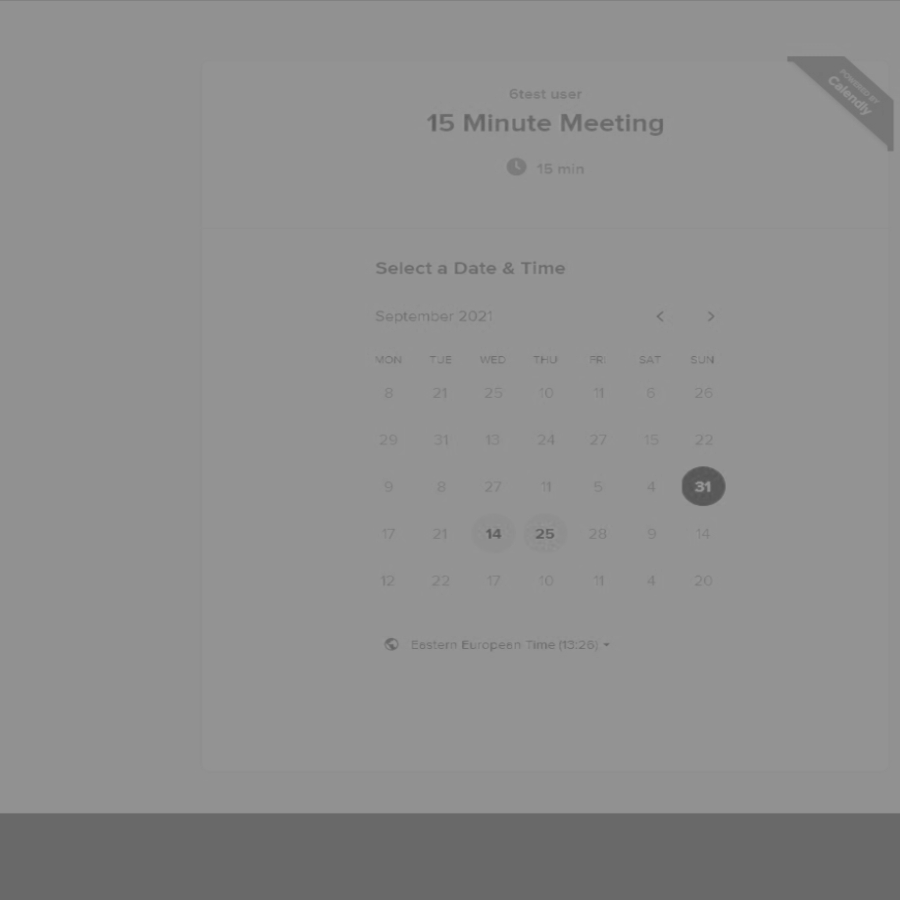 POWERED BY
Calendly
6test user
15 Minute Meeting
15 min
Select a Date & Time
September 2021
MON TUE WED THU FRI SAT SUN
8 21 25 10 11 6 26
29 31 13 24 27 15 22
9 8 27 11 5 4 31
17 21 14 25 28 9 14
12 22 17 10 11 4 20
Eastern European Time (13:26)